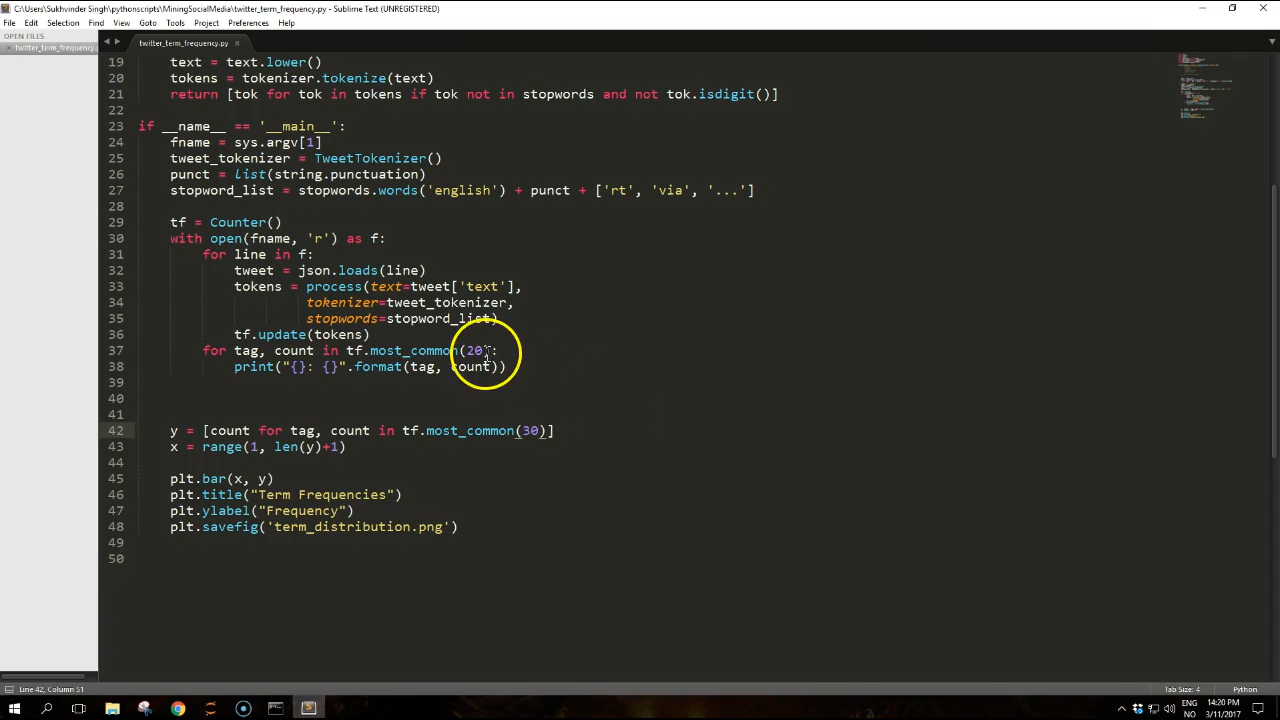 C:\Users\Sukhvinder Singh\pythonscripts\MiningSocialMedia\twitter_term_frequency.py - Sublime Text (UNREGISTERED)
File Edit Selection Find View Goto Tools Project Preferences Help
OPEN FILES
twitter_term_frequency.py
× twitter_term_frequency.p
19 text = text.lower()
20 tokens = tokenizer.tokenize(text)
21 return [tok for tok in tokens if tok not in stopwords and not tok.isdigit()]
22
23 if __name__ == '__main__':
24 fname = sys.argv[1]
25 tweet_tokenizer = TweetTokenizer()
26 punct = list(string.punctuation)
27 stopword_list = stopwords.words('english') + punct + ['rt', 'via', '...']
28
29 tf = Counter()
30 with open(fname, 'r') as f:
31 for line in f:
32 tweet = json.loads(line)
33 tokens = process(text=tweet['text'],
34 tokenizer=tweet_tokenizer,
35 stopwords=stopword_list)
36 tf.update(tokens)
37 for tag, count in tf.most_common(20):
38 print("{}: {}".format(tag, count))
39
40
41
42 y = [count for tag, count in tf.most_common(30)]
43 x = range(1, len(y)+1)
44
45 plt.bar(x, y)
46 plt.title("Term Frequencies")
47 plt.ylabel("Frequency")
48 plt.savefig('term_distribution.png')
49
50
Line 42, Column 51
Tab Size: 4
Python
ENG
NO
14:20 PM
3/11/2017